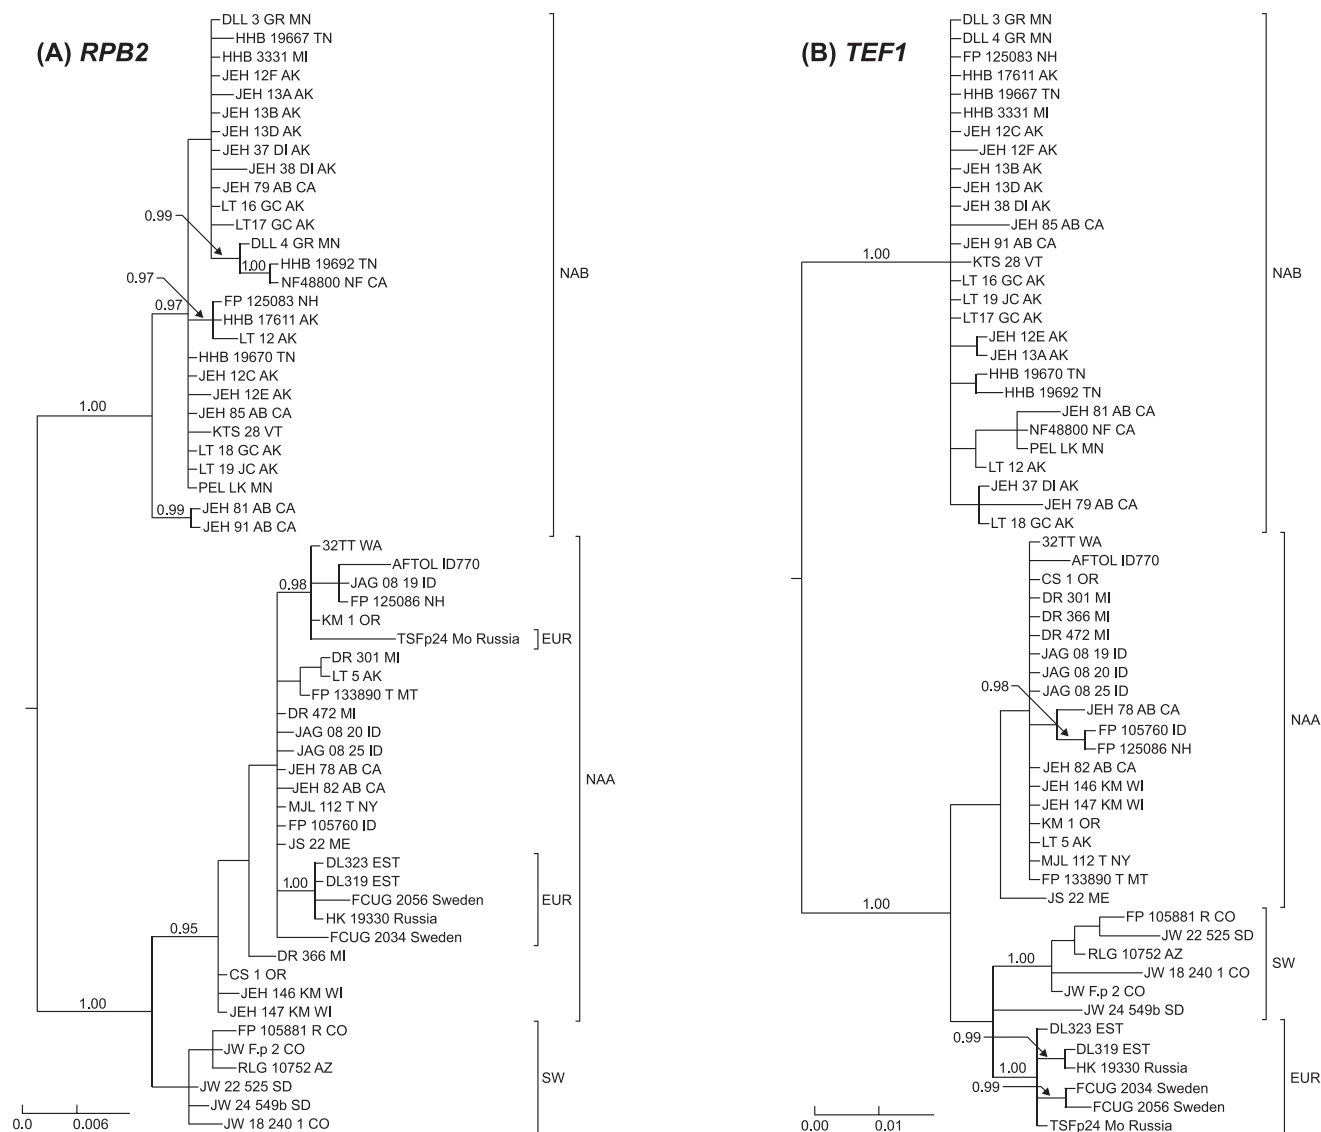 (A) RPB2
DLL 3 GR MN
HHB 19667 TN
HHB 3331 MI
JEH 12F AK
JEH 13A AK
JEH 13B AK
JEH 13D AK
JEH 37 DI AK
JEH 38 DI AK
JEH 79 AB CA
LT 16 GC AK
0.99
LT17 GC AK
DLL 4 GR MN
1.00
HHB 19692 TN
NF48800 NF CA
NAB
0.97
FP 125083 NH
0.97
HHB 17611 AK
LT 12 AK
HHB 19670 TN
JEH 12C AK
JEH 12E AK
1.00
JEH 85 AB CA
KTS 28 VT
LT 18 GC AK
LT 19 JC AK
PEL LK MN
0.99
JEH 81 AB CA
JEH 91 AB CA
32TT WA
AFTOL ID770
0.98
JAG 08 19 ID
FP 125086 NH
KM 1 OR
TSFp24 Mo Russia
EUR
DR 301 MI
LT 5 AK
FP 133890 T MT
DR 472 MI
JAG 08 20 ID
JAG 08 25 ID
JEH 78 AB CA
NAA
JEH 82 AB CA
MJL 112 T NY
FP 105760 ID
JS 22 ME
DL323 EST
1.00
DL319 EST
FCUG 2056 Sweden
EUR
HK 19330 Russia
0.95
FCUG 2034 Sweden
DR 366 MI
CS 1 OR
JEH 146 KM WI
1.00
JEH 147 KM WI
FP 105881 R CO
JW F.p 2 CO
RLG 10752 AZ
SW
JW 22 525 SD
JW 24 549b SD
JW 18 240 1 CO
0.0 0.006
(B) TEF1
DLL 3 GR MN
DLL 4 GR MN
FP 125083 NH
HHB 17611 AK
HHB 19667 TN
HHB 3331 MI
JEH 12C AK
JEH 12F AK
JEH 13B AK
JEH 13D AK
JEH 38 DI AK
JEH 85 AB CA
JEH 91 AB CA
1.00
KTS 28 VT
NAB
LT 16 GC AK
LT 19 JC AK
LT17 GC AK
JEH 12E AK
JEH 13A AK
HHB 19670 TN
HHB 19692 TN
JEH 81 AB CA
NF48800 NF CA
PEL LK MN
LT 12 AK
JEH 37 DI AK
JEH 79 AB CA
LT 18 GC AK
32TT WA
AFTOL ID770
CS 1 OR
DR 301 MI
DR 366 MI
DR 472 MI
JAG 08 19 ID
JAG 08 20 ID
0.98
JAG 08 25 ID
JEH 78 AB CA
NAA
FP 105760 ID
FP 125086 NH
JEH 82 AB CA
JEH 146 KM WI
JEH 147 KM WI
KM 1 OR
LT 5 AK
MJL 112 T NY
FP 133890 T MT
JS 22 ME
1.00
FP 105881 R CO
JW 22 525 SD
1.00
RLG 10752 AZ
SW
JW 18 240 1 CO
JW F.p 2 CO
JW 24 549b SD
DL323 EST
0.99
DL319 EST
1.00
HK 19330 Russia
EUR
0.99
FCUG 2034 Sweden
FCUG 2056 Sweden
TSFp24 Mo Russia
0.00 0.01